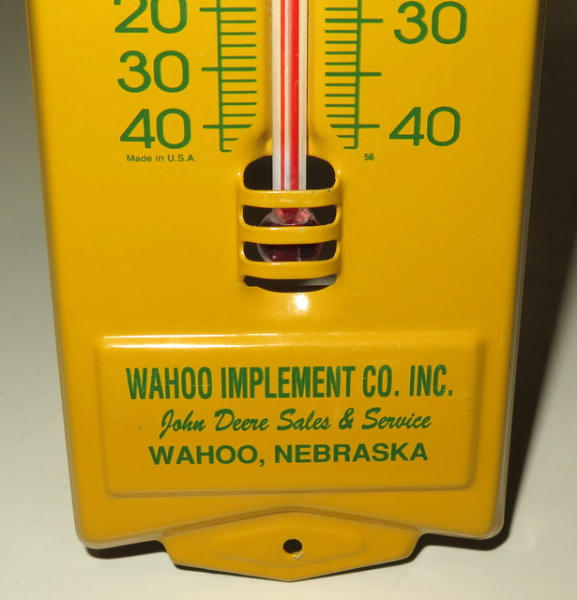 20 30
30
40 40
Made in U.S.A. 56
WAHOO IMPLEMENT CO. INC.
John Deere Sales & Service
WAHOO, NEBRASKA